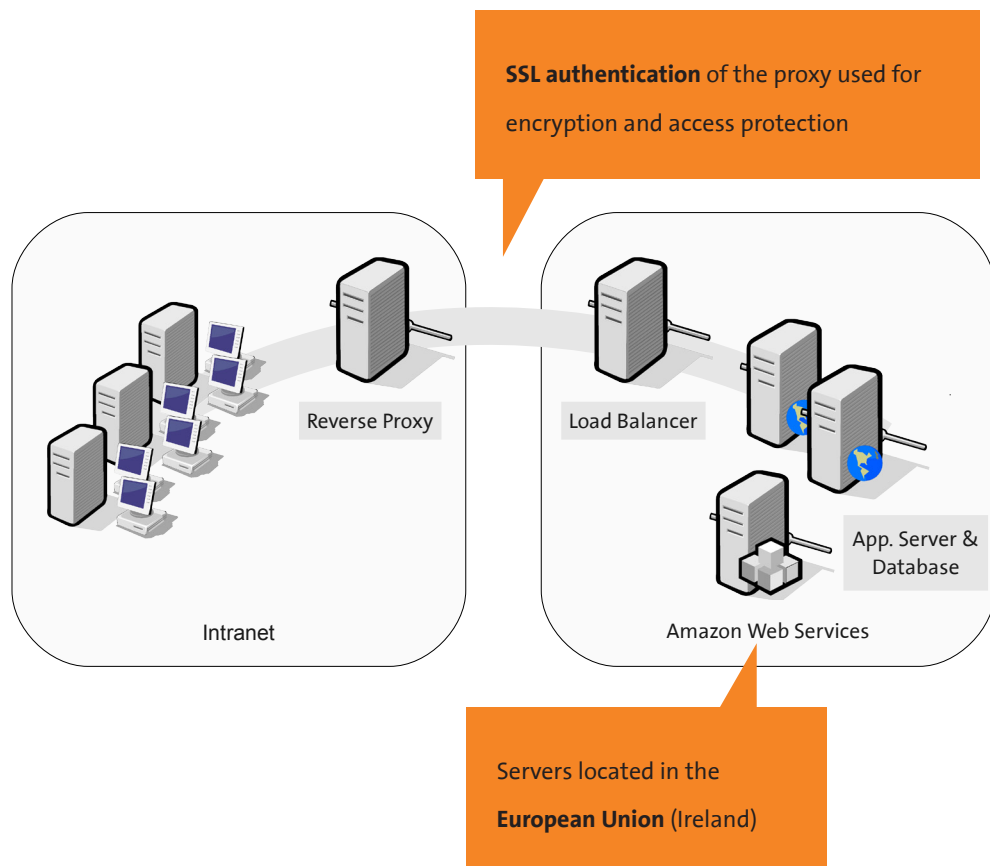 SSL authentication of the proxy used for
encryption and access protection
Reverse Proxy
Load Balancer
App. Server &
Database
Intranet
Amazon Web Services
Servers located in the
European Union (Ireland)